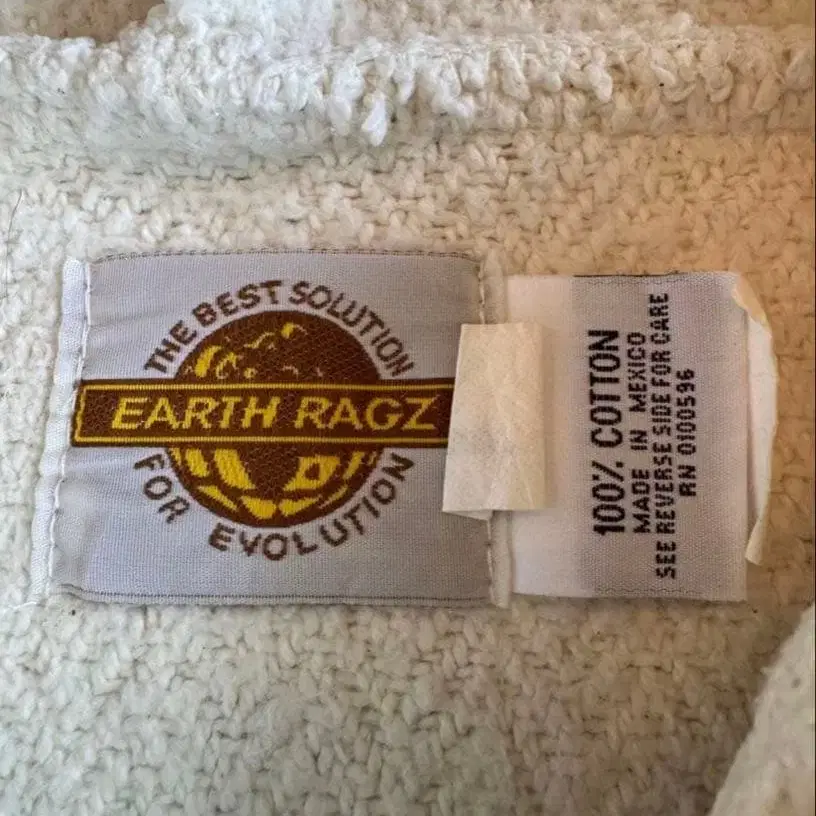 THE BEST SOLUTION
EARTH RAGZ
FOR EVOLUTION
100% COTTON
MADE IN MEXICO
SEE REVERSE SIDE FOR CARE
RN 0100596